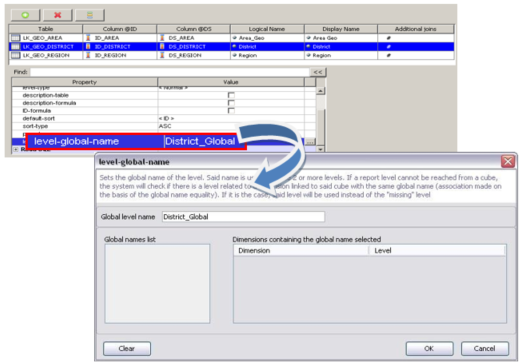 Table Column @ID Column @DS Logical Name Display Name Additional joins
LK_GEO_AREA ID_AREA DS_AREA Area_Geo Area Geo
LK_GEO_DISTRICT ID_DISTRICT DS_DISTRICT District District
LK_GEO_REGION ID_REGION DS_REGION Region Region
Find: <<
Property Value
level-type < Normal >
description-table
description-formula
ID-formula
default-sort < ID >
sort-type ASC
level-global-name District_Global
level-global-name
Sets the global name of the level. Said name is 2 or more levels. If a report level cannot be reached from a cube,
the system will check if there is a level related to linked to said cube with the same global name (association made on
the basis of the global name equality). If it is the case, said level will be used instead of the "missing" level
Global level name District_Global
Global names list Dimensions containing the global name selected
Dimension Level
Clear OK Cancel